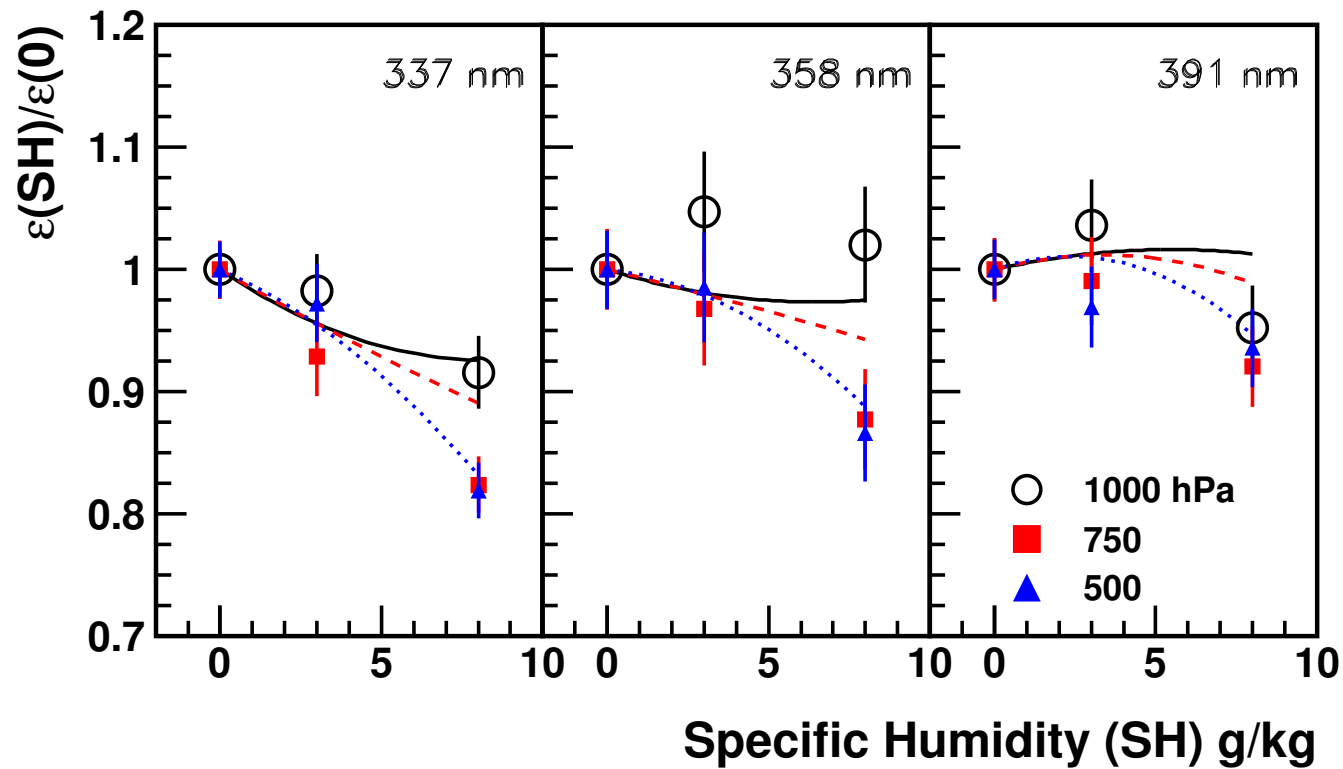 ε(SH)/ε(0)
1.2
1.1
1
0.9
0.8
0.7
337 nm
358 nm
391 nm
1000 hPa
750
500
0 5 10 0 5 10 0 5 10
Specific Humidity (SH) g/kg